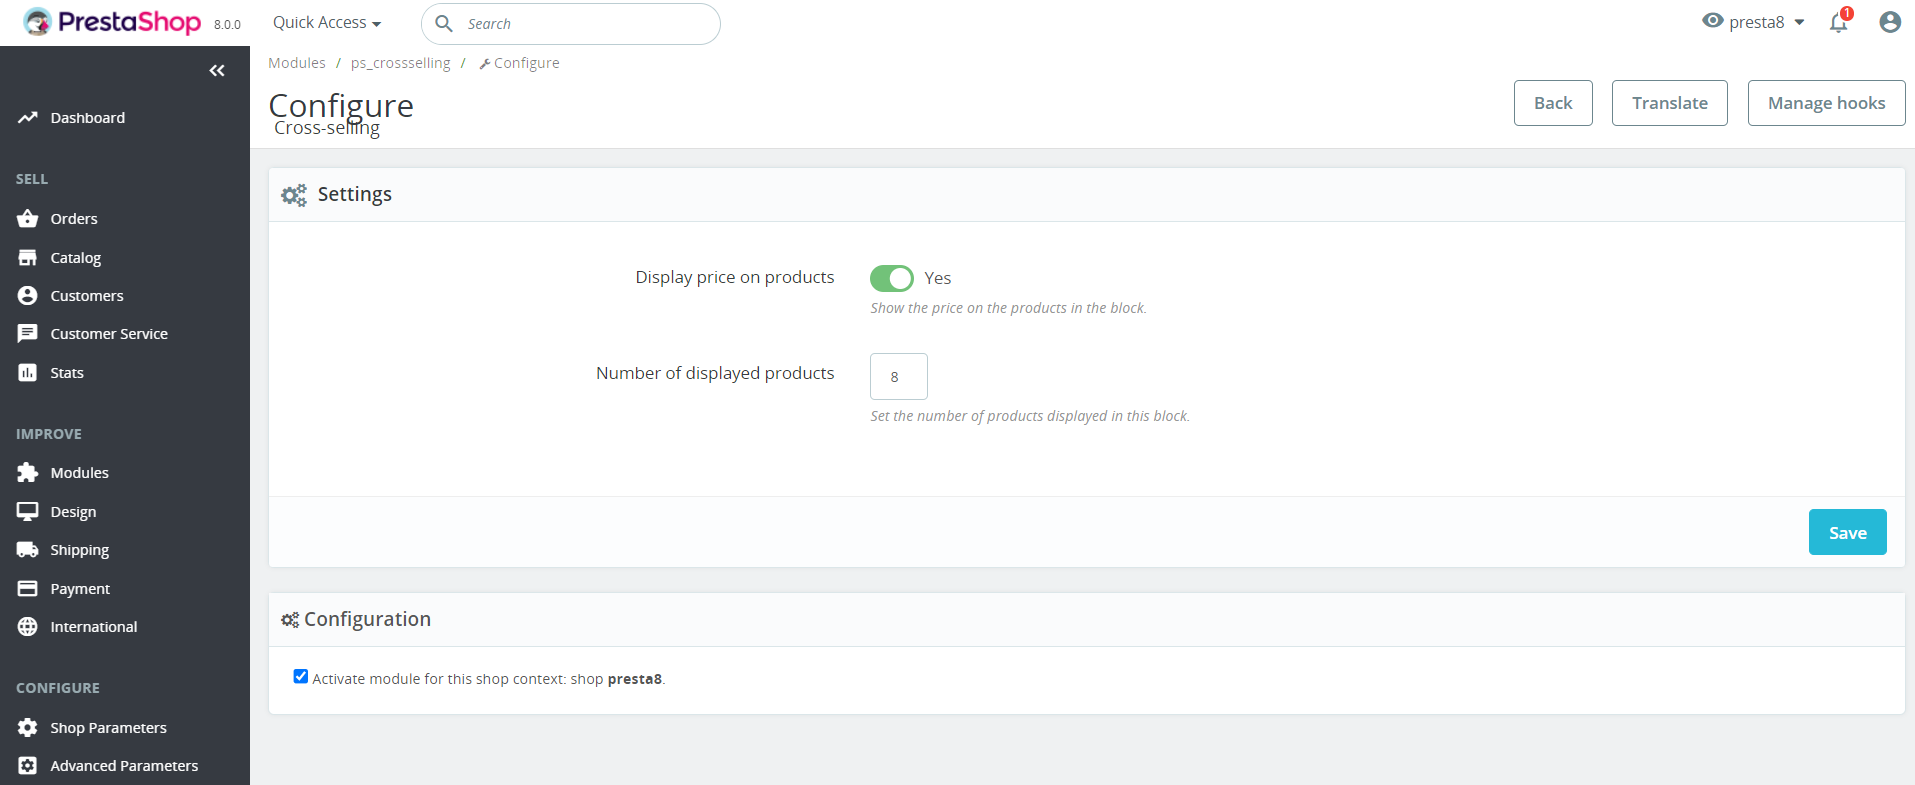 PrestaShop 8.0.0 Quick Access Search presta8 1
Modules / ps_crossselling / Configure
Configure
Cross-selling
Back Translate Manage hooks
Dashboard
SELL
Orders
Catalog
Customers
Customer Service
Stats
IMPROVE
Modules
Design
Shipping
Payment
International
CONFIGURE
Shop Parameters
Advanced Parameters
Settings
Display price on products Yes
Show the price on the products in the block.
Number of displayed products 8
Set the number of products displayed in this block.
Save
Configuration
Activate module for this shop context: shop presta8.